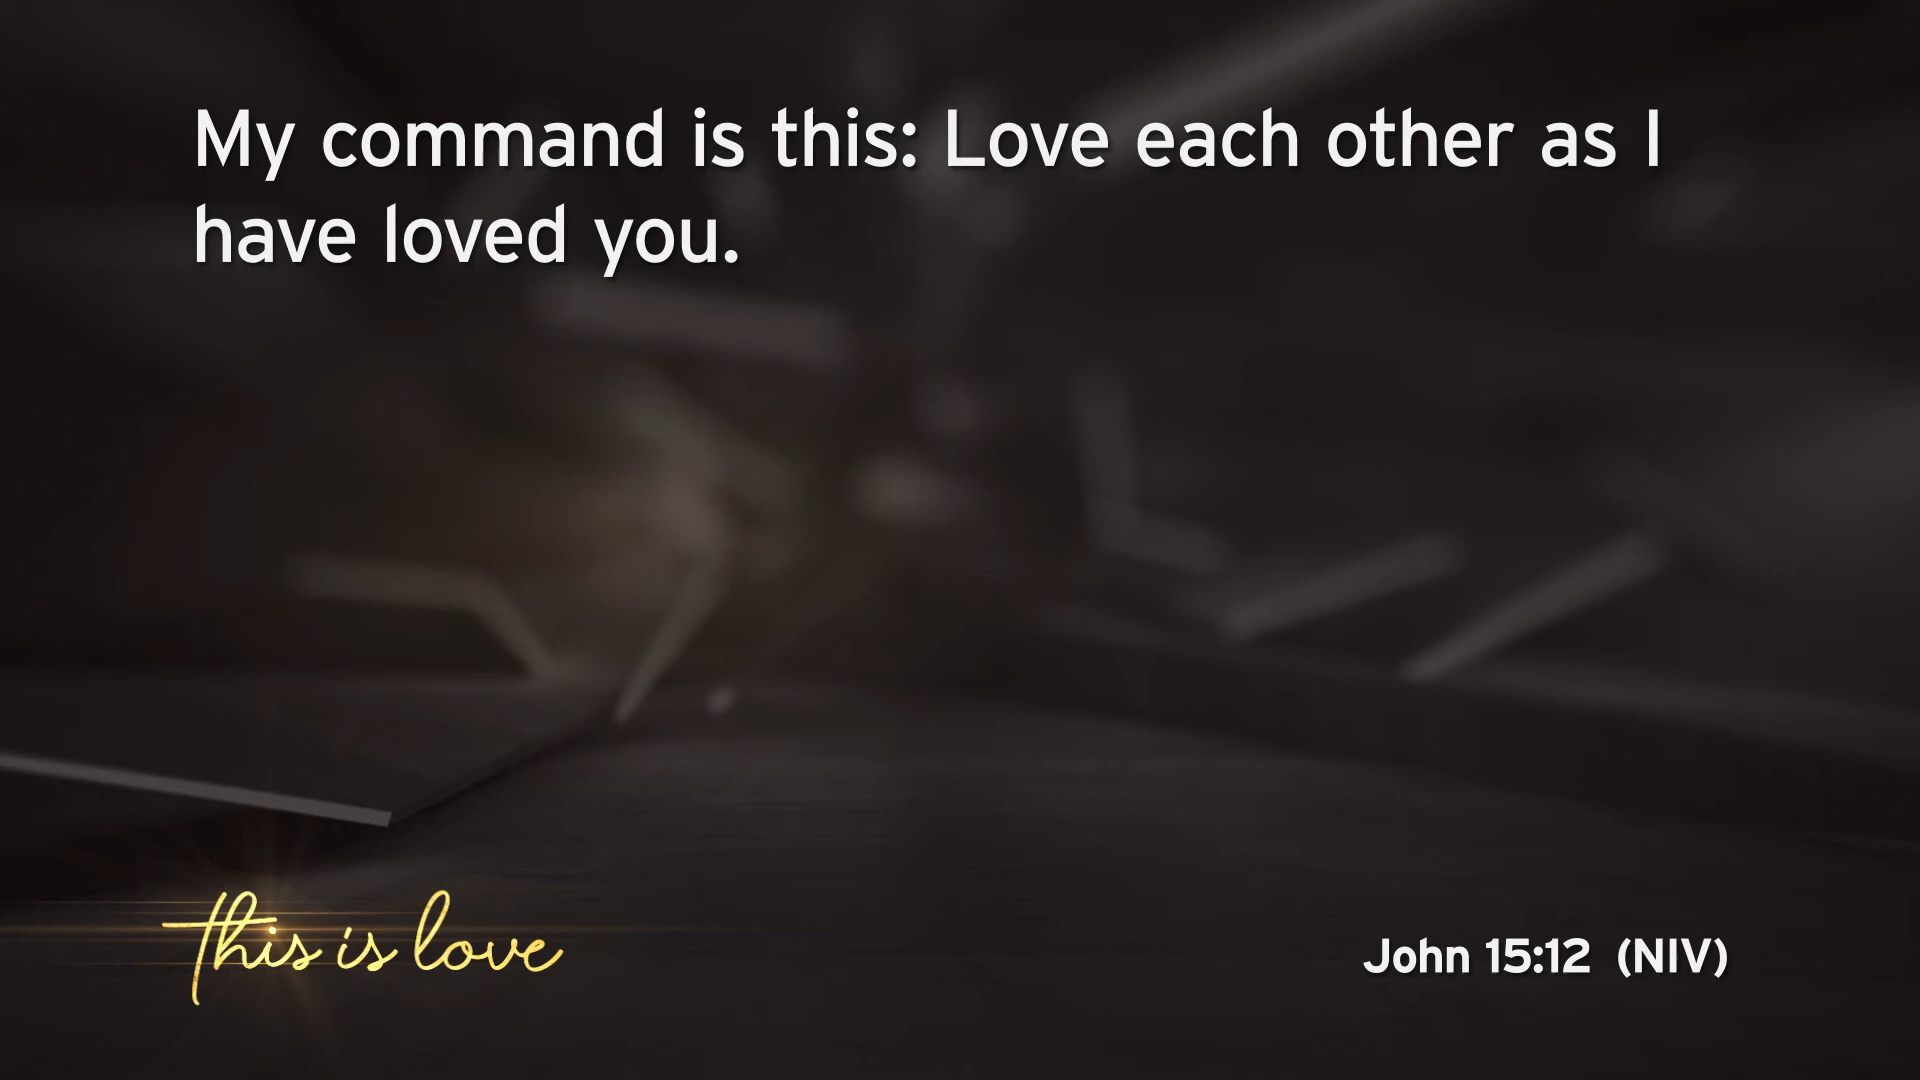 My command is this: Love each other as I
have loved you.
this is love
John 15:12 (NIV)